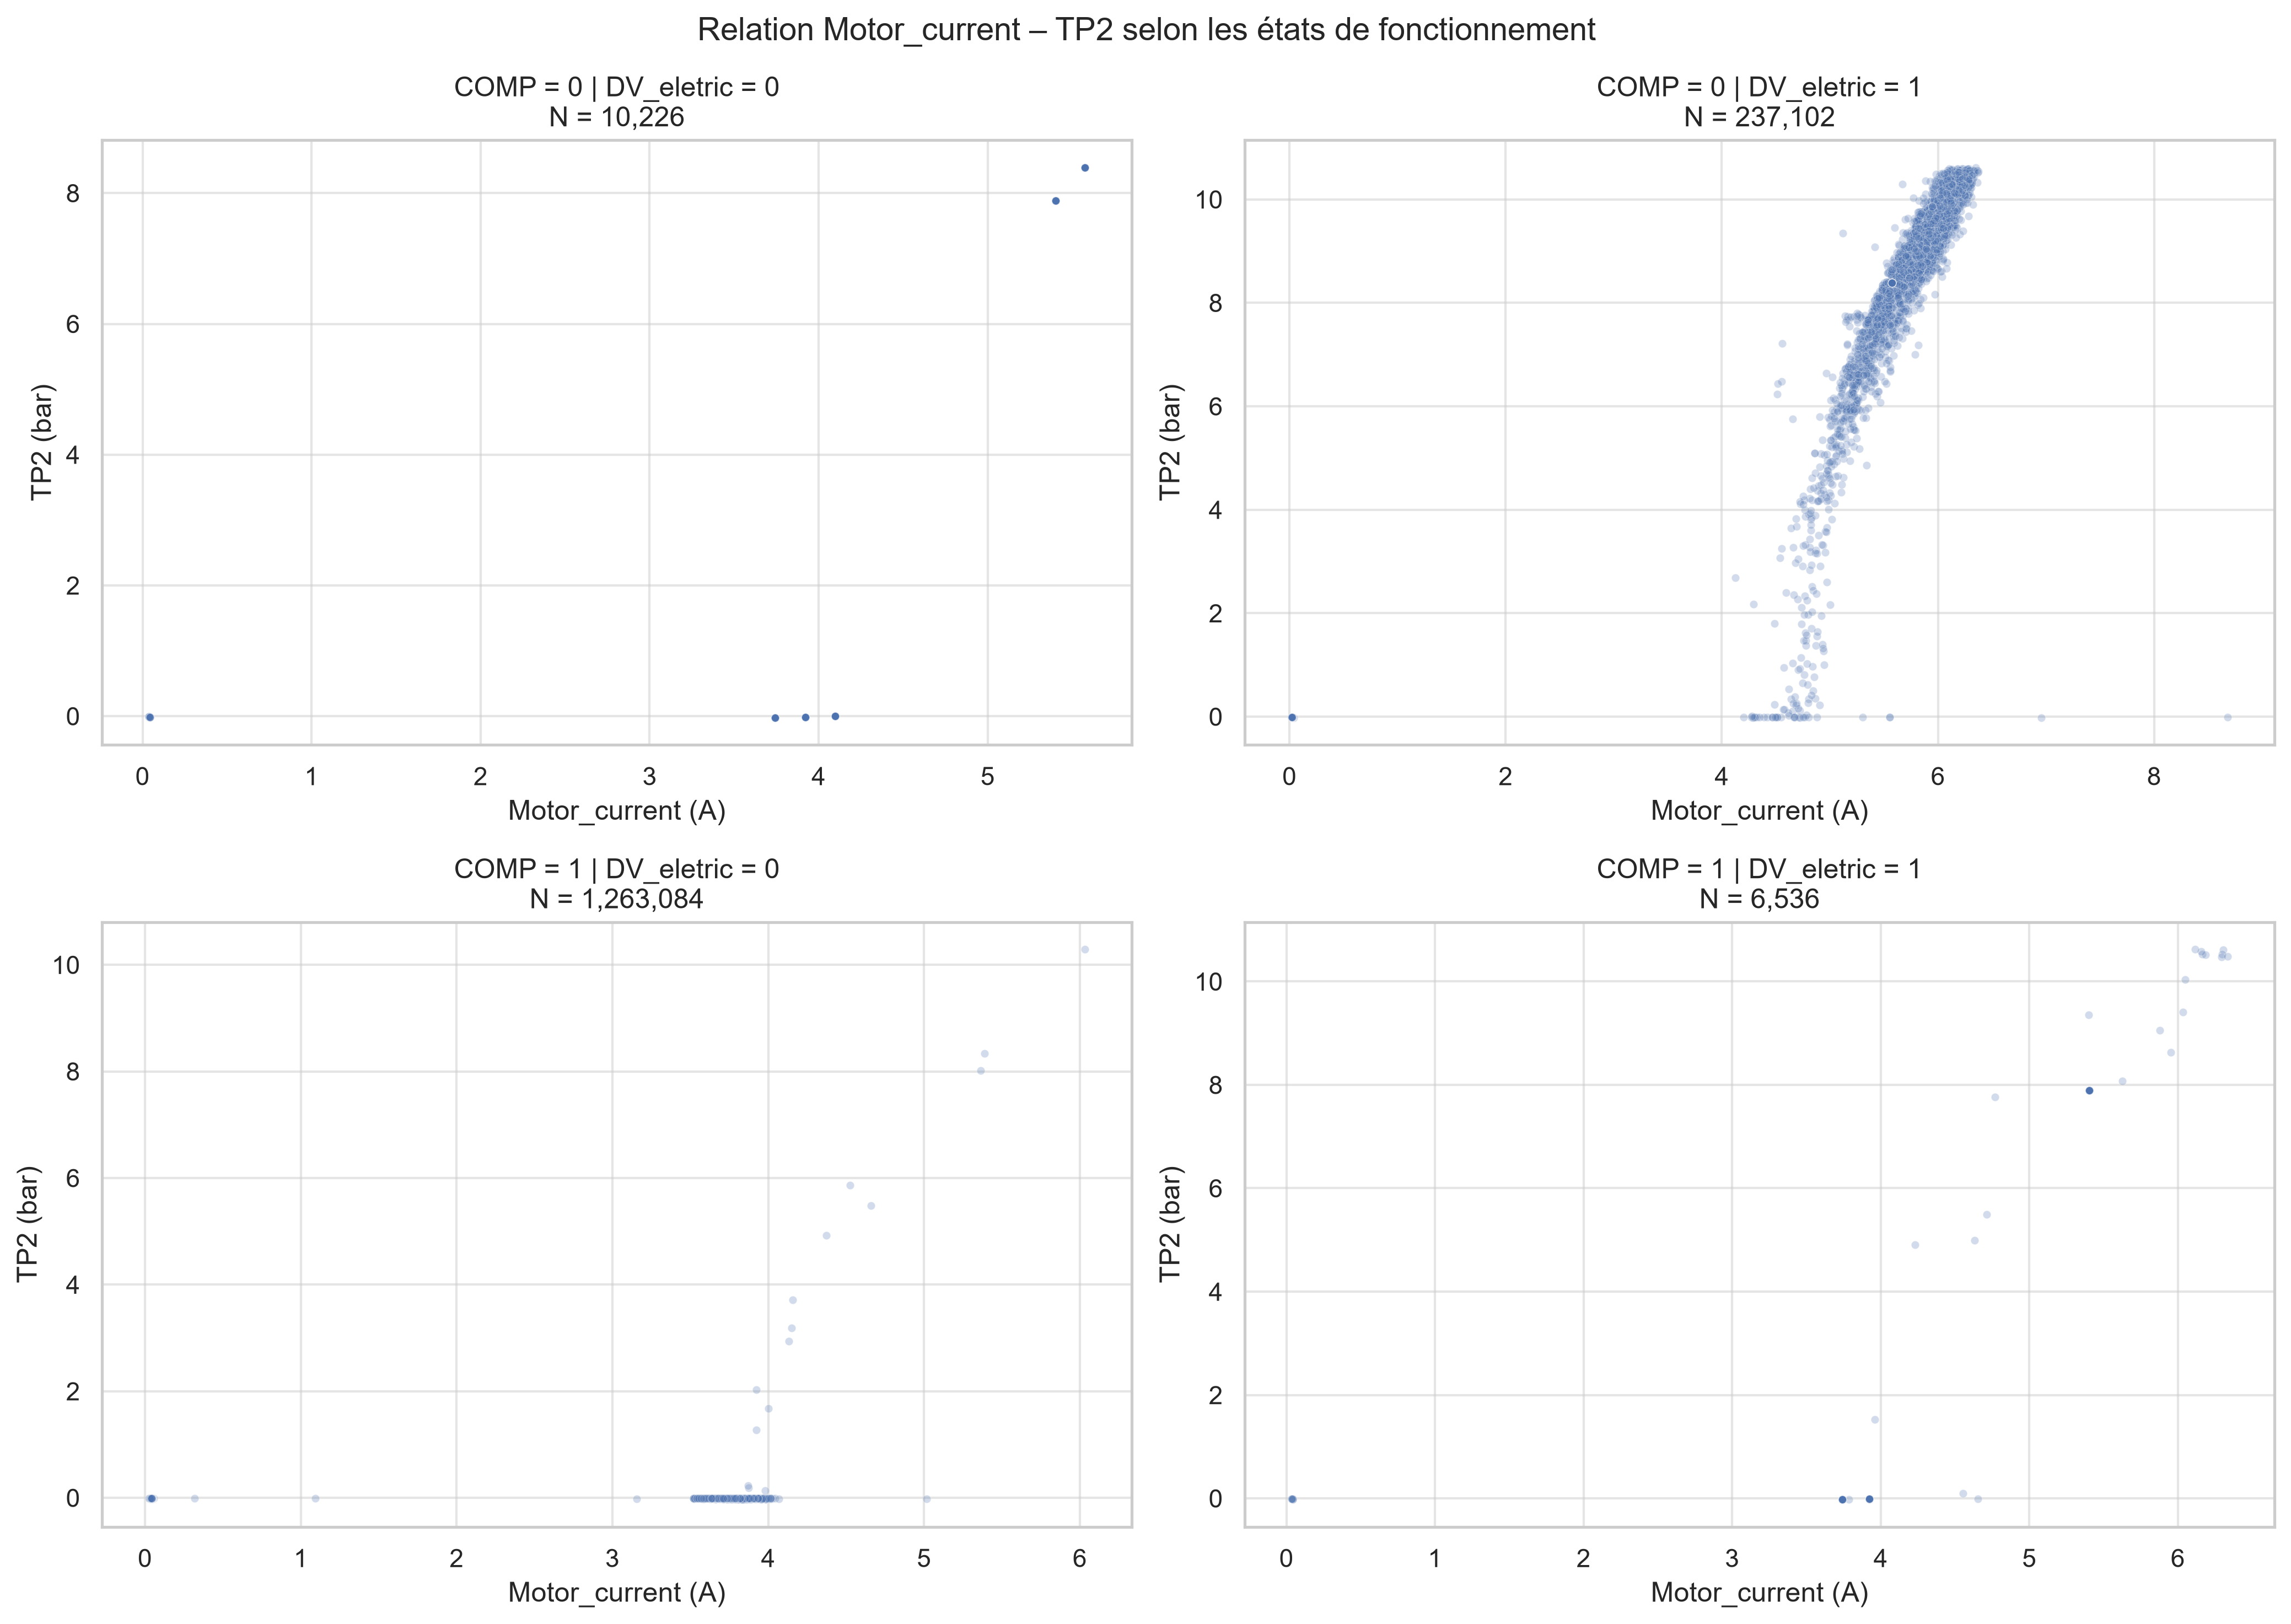 Relation Motor_current – TP2 selon les états de fonctionnement
COMP = 0 | DV_eletric = 0
N = 10,226
8
6
4
2
0
TP2 (bar)
0 1 2 3 4 5
Motor_current (A)
COMP = 0 | DV_eletric = 1
N = 237,102
10
8
6
4
2
0
TP2 (bar)
0 2 4 6 8
Motor_current (A)
COMP = 1 | DV_eletric = 0
N = 1,263,084
10
8
6
4
2
0
TP2 (bar)
0 1 2 3 4 5 6
Motor_current (A)
COMP = 1 | DV_eletric = 1
N = 6,536
10
8
6
4
2
0
TP2 (bar)
0 1 2 3 4 5 6
Motor_current (A)